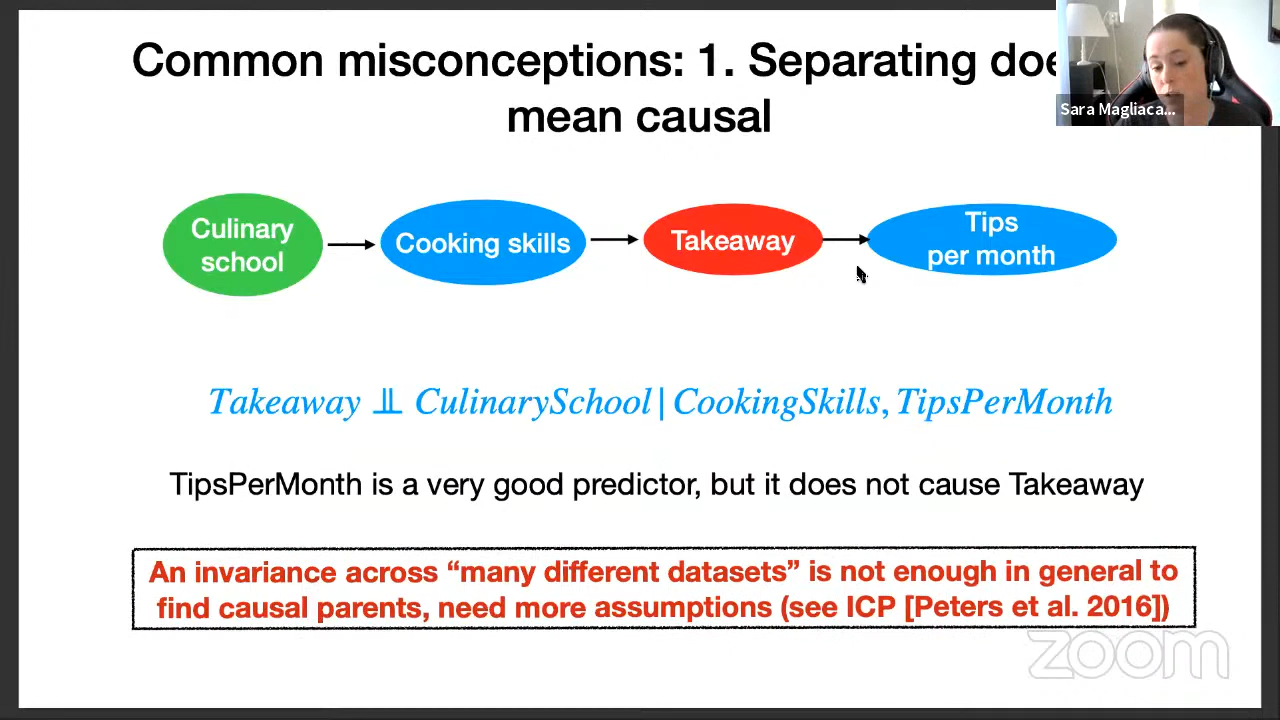 Common misconceptions: 1. Separating doe
mean causal
Sara Magliaca...
Culinary
school
Cooking skills
Takeaway
Tips
per month
Takeaway ⫫ CulinarySchool | CookingSkills, TipsPerMonth
TipsPerMonth is a very good predictor, but it does not cause Takeaway
An invariance across “many different datasets” is not enough in general to
find causal parents, need more assumptions (see ICP [Peters et al. 2016])
zoom